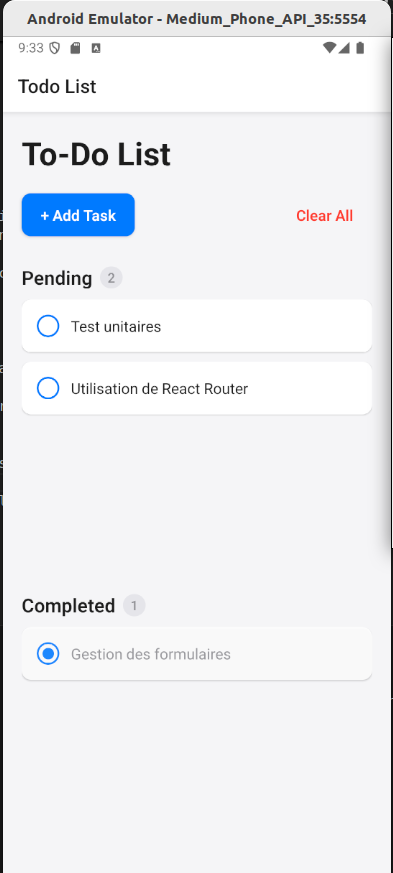 Android Emulator - Medium_Phone_API_35:5554
9:33
Todo List
To-Do List
+ Add Task
Clear All
Pending 2
Test unitaires
Utilisation de React Router
Completed 1
Gestion des formulaires